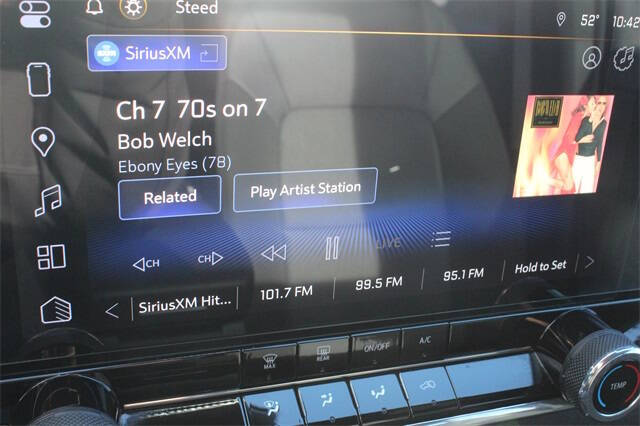 Steed
52° 10:42
SiriusXM
Ch 7 70s on 7
Bob Welch
Ebony Eyes (78)
Related
Play Artist Station
CH
CH
LIVE
SiriusXM Hit...
101.7 FM
99.5 FM
95.1 FM
Hold to Set
MAX
REAR
ON/OFF
A/C
TEMP